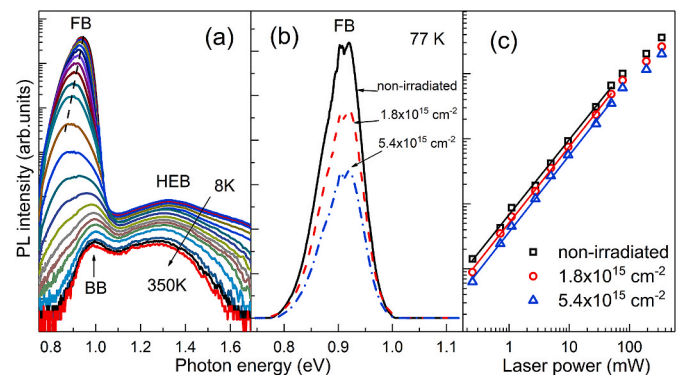 PL intensity (arb.units)
FB
(a)
HEB
8K
BB
350K
0.8 1.0 1.2 1.4 1.6
(b)
FB
77 K
non-irradiated
1.8x10¹⁵ cm⁻²
5.4x10¹⁵ cm⁻²
0.8 0.9 1.0 1.1
Photon energy (eV)
(c)
non-irradiated
1.8x10¹⁵ cm⁻²
5.4x10¹⁵ cm⁻²
1 10 100
Laser power (mW)